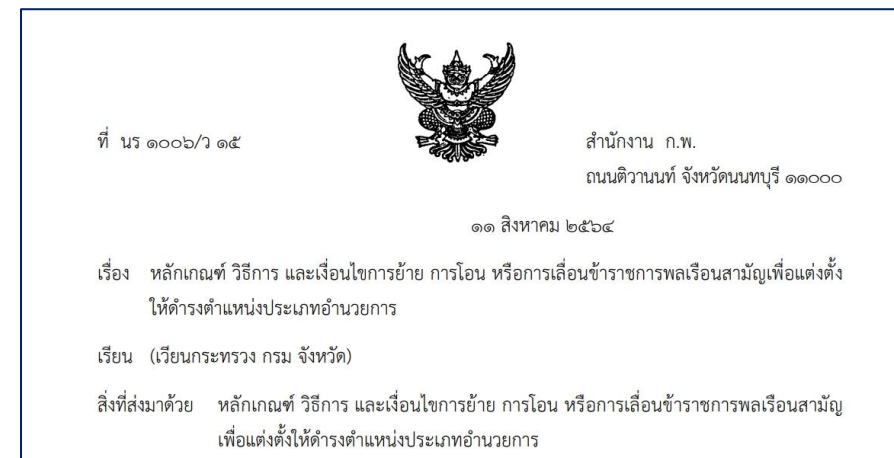 ที่ นร ๑๐๐๖/ว ๑๕
สำนักงาน ก.พ.
ถนนติวานนท์ จังหวัดนนทบุรี ๑๑๐๐๐
๑๑ สิงหาคม ๒๕๖๔
เรื่อง หลักเกณฑ์ วิธีการ และเงื่อนไขการย้าย การโอน หรือการเลื่อนข้าราชการพลเรือนสามัญเพื่อแต่งตั้ง
ให้ดำรงตำแหน่งประเภทอำนวยการ
เรียน (เวียนกระทรวง กรม จังหวัด)
สิ่งที่ส่งมาด้วย หลักเกณฑ์ วิธีการ และเงื่อนไขการย้าย การโอน หรือการเลื่อนข้าราชการพลเรือนสามัญ
เพื่อแต่งตั้งให้ดำรงตำแหน่งประเภทอำนวยการ